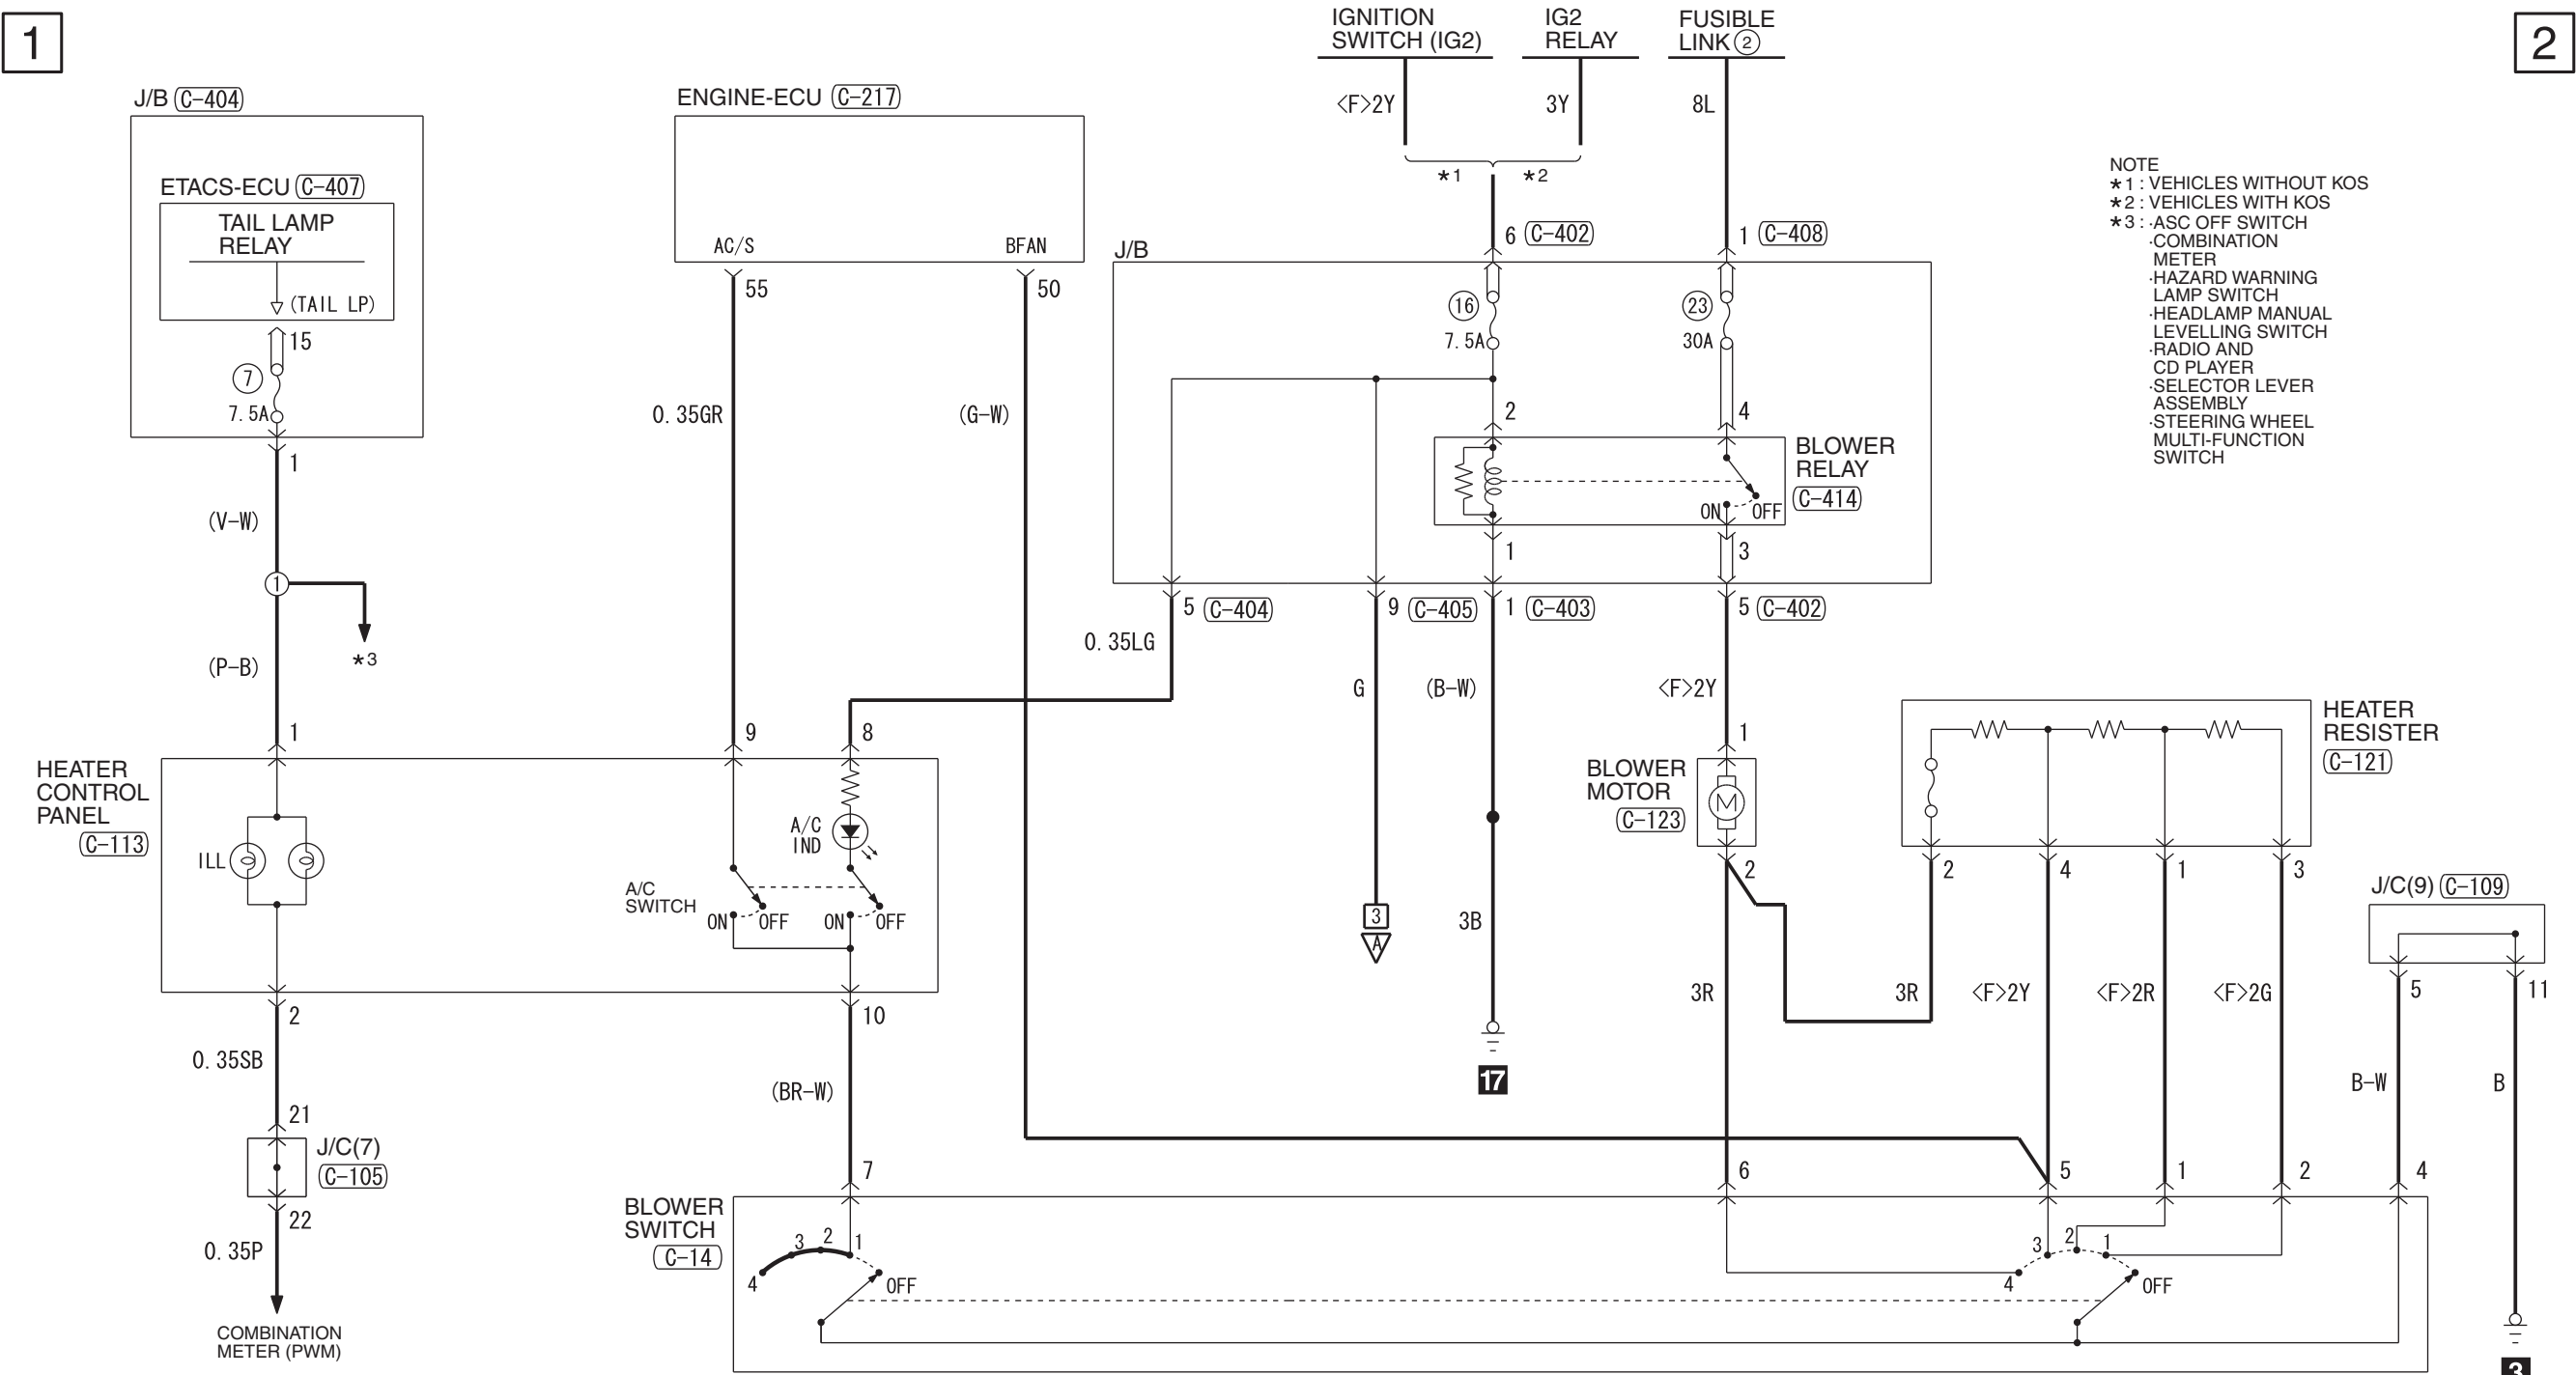 1
2
IGNITION
SWITCH (IG2)
IG2
RELAY
FUSIBLE
LINK ②
<F>2Y
3Y
8L
*1
*2
J/B (C-404)
ETACS-ECU (C-407)
TAIL LAMP
RELAY
(TAIL LP)
15
7
7.5A
1
(V-W)
1
*3
(P-B)
1
ENGINE-ECU (C-217)
AC/S
BFAN
55
50
0.35GR
(G-W)
9
8
J/B
6 (C-402)
1 (C-408)
16
7.5A
23
30A
2
4
BLOWER
RELAY
(C-414)
ON
OFF
1
3
5 (C-404)
9 (C-405)
1 (C-403)
5 (C-402)
0.35LG
G
(B-W)
<F>2Y
NOTE
*1 : VEHICLES WITHOUT KOS
*2 : VEHICLES WITH KOS
*3 : ·ASC OFF SWITCH
·COMBINATION
METER
·HAZARD WARNING
LAMP SWITCH
·HEADLAMP MANUAL
LEVELLING SWITCH
·RADIO AND
CD PLAYER
·SELECTOR LEVER
ASSEMBLY
·STEERING WHEEL
MULTI-FUNCTION
SWITCH
HEATER
CONTROL
PANEL
(C-113)
ILL
A/C
IND
A/C
SWITCH
ON
OFF
ON
OFF
2
10
0.35SB
(BR-W)
21
J/C(7)
(C-105)
22
0.35P
COMBINATION
METER (PWM)
3
A
3B
17
1
BLOWER
MOTOR
(C-123)
M
2
3R
HEATER
RESISTER
(C-121)
2
4
1
3
3R
<F>2Y
<F>2R
<F>2G
J/C(9) (C-109)
5
11
B-W
B
7
6
5
1
2
4
BLOWER
SWITCH
(C-14)
4
3
2
1
OFF
4
3
2
1
OFF
3